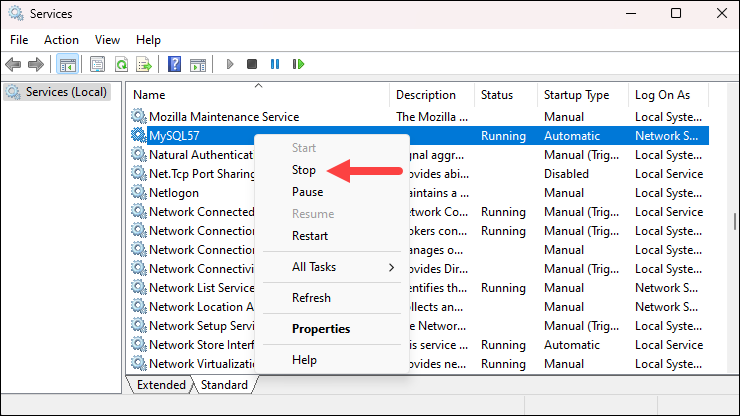 Services
File Action View Help
Services (Local)
Name Description Status Startup Type Log On As
Mozilla Maintenance Service The Mozilla... Manual Local Syste...
MySQL57 Running Automatic Network S...
Natural Authenticat gnal aggr... Manual (Trig... Local Syste...
Net.Tcp Port Sharing ovides abi... Disabled Local Service
Netlogon aintains a ... Manual Local Syste...
Network Connected etwork Co... Running Manual (Trig... Local Service
Network Connection okers con... Running Manual (Trig... Local Syste...
Network Connection anages o... Manual Local Syste...
Network Connectivi ovides Dir... Manual (Trig... Local Syste...
Network List Service entifies th... Running Manual Network S...
Network Location A ollects an... Manual Network S...
Network Setup Servi e Networ... Manual (Trig... Local Syste...
Network Store Interf is service ... Running Automatic Local Service
Network Virtualizatio ovides ne... Manual (Trig... Local Syste...
Start
Stop
Pause
Resume
Restart
All Tasks
Refresh
Properties
Help
Extended Standard